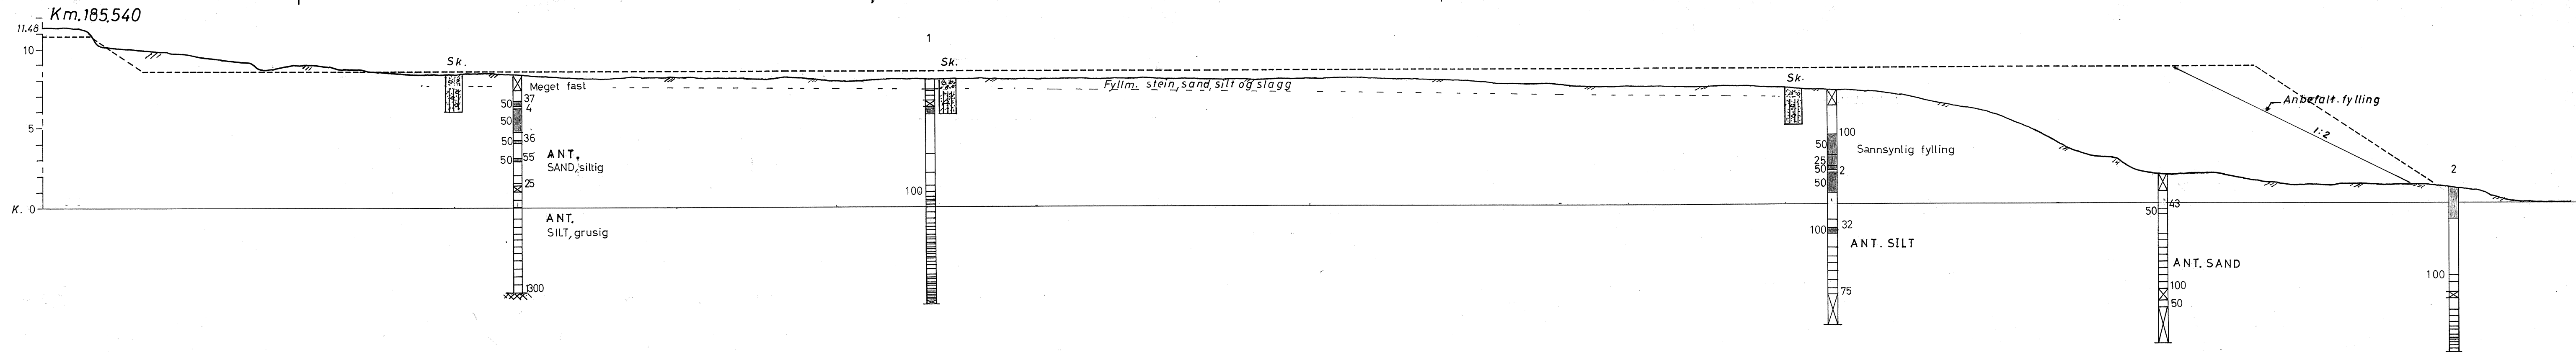 Km.185,540
11.48
10
5
K. 0
Sk.
Meget fast
50 37
4
50
50 36
50 55
ANT.
SAND, siltig
25
ANT.
SILT, grusig
300
1
Sk.
100
Fyllm. stein, sand, silt og slagg
Sk.
100
50
25
50 2
50
Sannsynlig fylling
32
100
ANT. SILT
75
43
50
ANT. SAND
100
50
Anbefalt. fylling
1:2
2
100